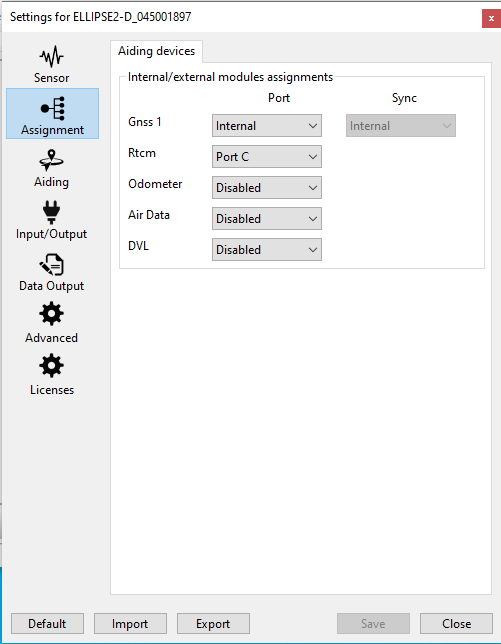 Settings for ELLIPSE2-D_045001897
x
Sensor
Assignment
Aiding
Input/Output
Data Output
Advanced
Licenses
Aiding devices
Internal/external modules assignments
Port Sync
Gnss 1 Internal Internal
Rtcm Port C
Odometer Disabled
Air Data Disabled
DVL Disabled
Default Import Export Save Close